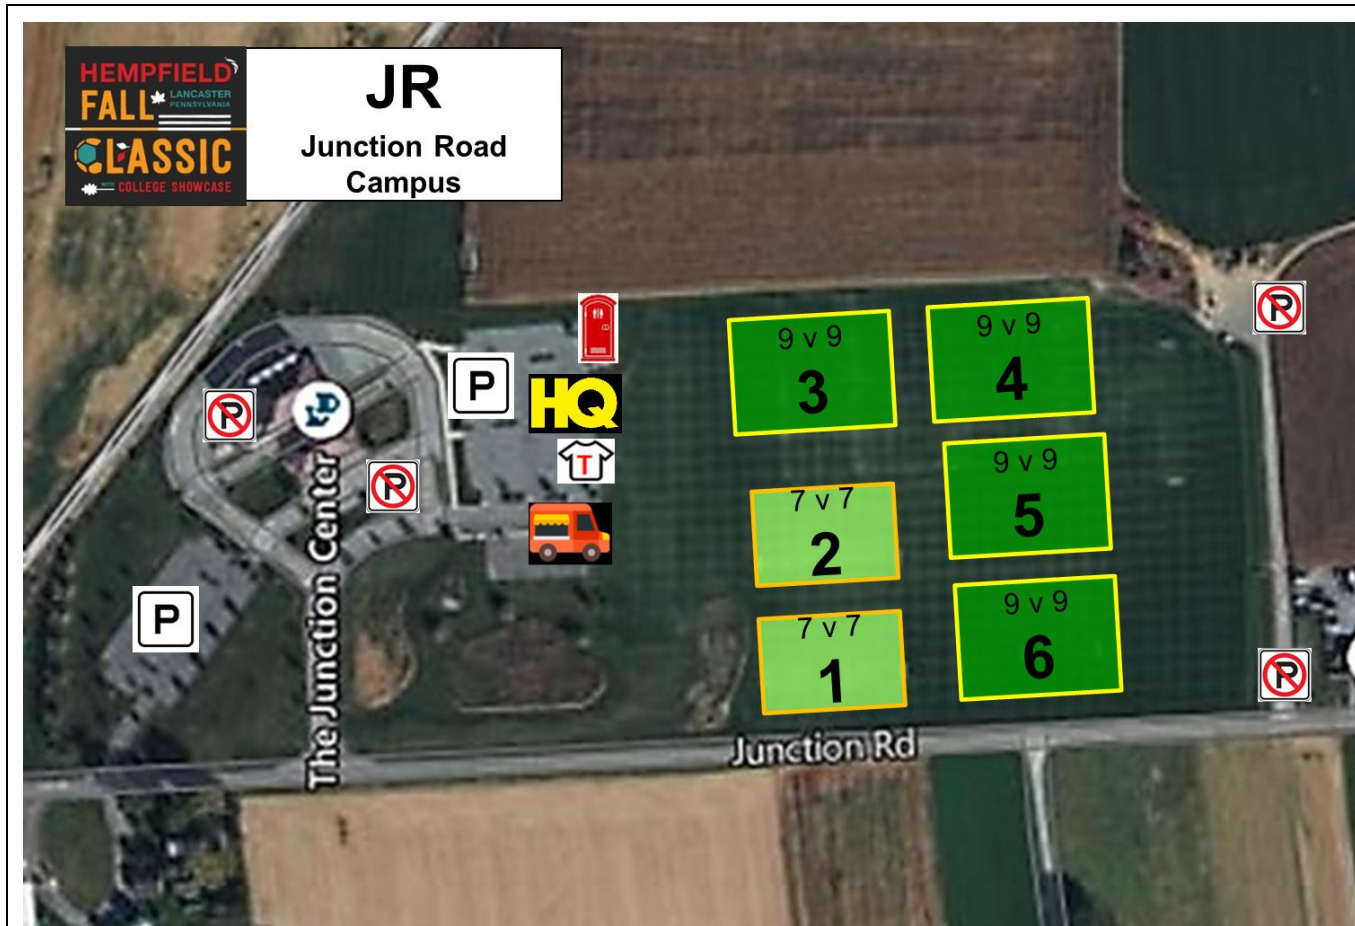 HEMPFIELD
FALL
LANCASTER
PENNSYLVANIA
CLASSIC
WITH COLLEGE SHOWCASE
JR
Junction Road
Campus
P
HQ
T
P
P
P
P
P
The Junction Center
9 v 9
3
9 v 9
4
7 v 7
2
9 v 9
5
7 v 7
1
9 v 9
6
Junction Rd